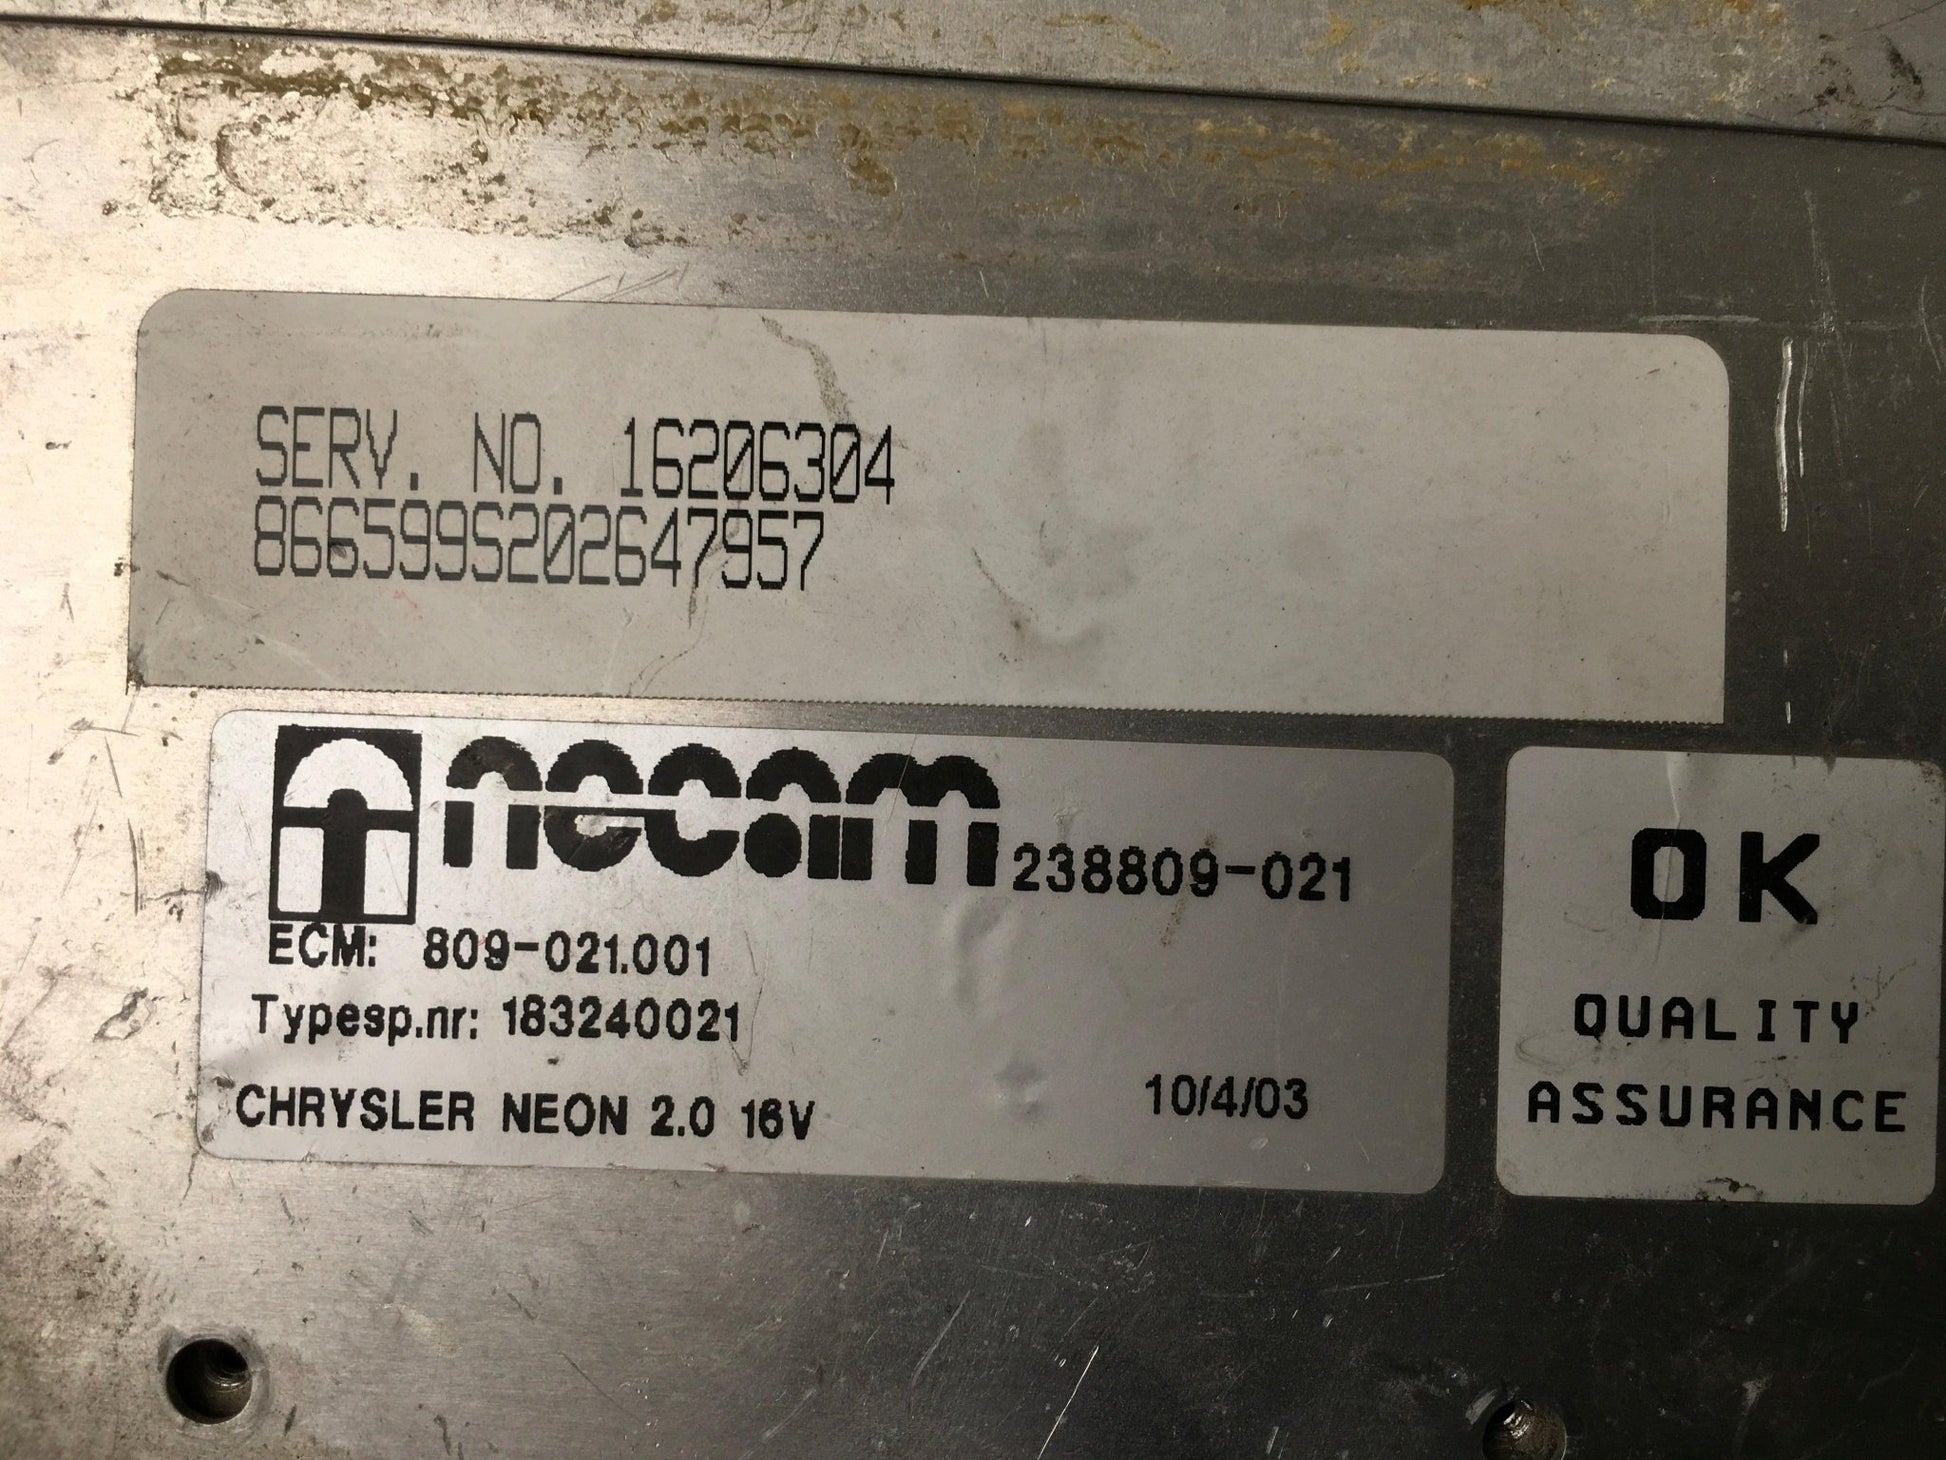 SERV. NO. 16206304
866599S202647957
necam 238809-021
ECM: 809-021.001
Typesp.nr: 183240021
CHRYSLER NEON 2.0 16V
10/4/03
OK
QUALITY
ASSURANCE